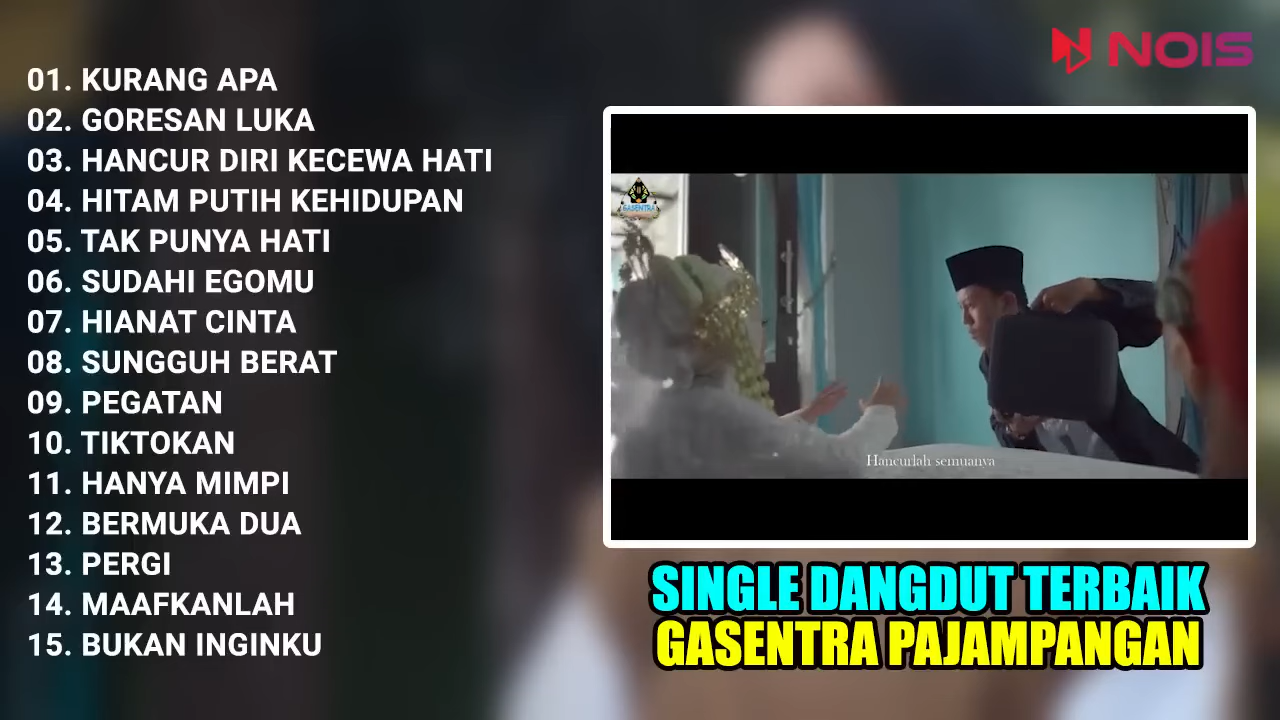 NOIS
01. KURANG APA
02. GORESAN LUKA
03. HANCUR DIRI KECEWA HATI
04. HITAM PUTIH KEHIDUPAN
05. TAK PUNYA HATI
06. SUDAHI EGOMU
07. HIANAT CINTA
08. SUNGGUH BERAT
09. PEGATAN
10. TIKTOKAN
11. HANYA MIMPI
12. BERMUKA DUA
13. PERGI
14. MAAFKANLAH
15. BUKAN INGINKU
GASENTRA
Hancurlah semuanya
SINGLE DANGDUT TERBAIK
GASENTRA PAJAMPANGAN